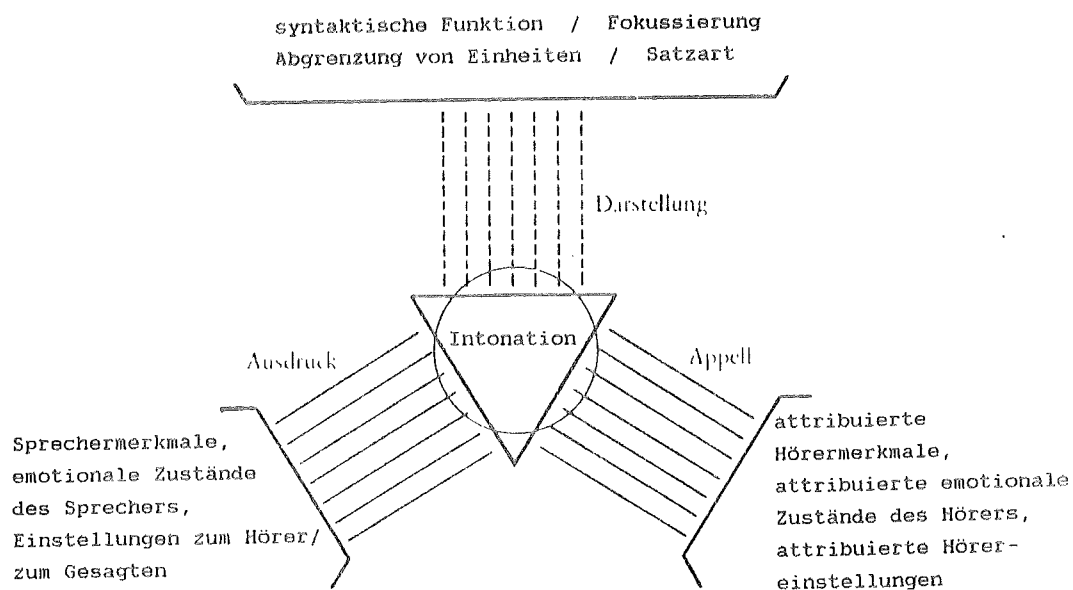 syntaktische Funktion / Fokussierung
Abgrenzung von Einheiten / Satzart
Darstellung
Intonation
Ausdruck
Appell
Sprechermerkmale,
emotionale Zustände
des Sprechers,
Einstellungen zum Hörer/
zum Gesagten
attribuierte
Hörermerkmale,
attribuierte emotionale
Zustände des Hörers,
attribuierte Hörer-
einstellungen